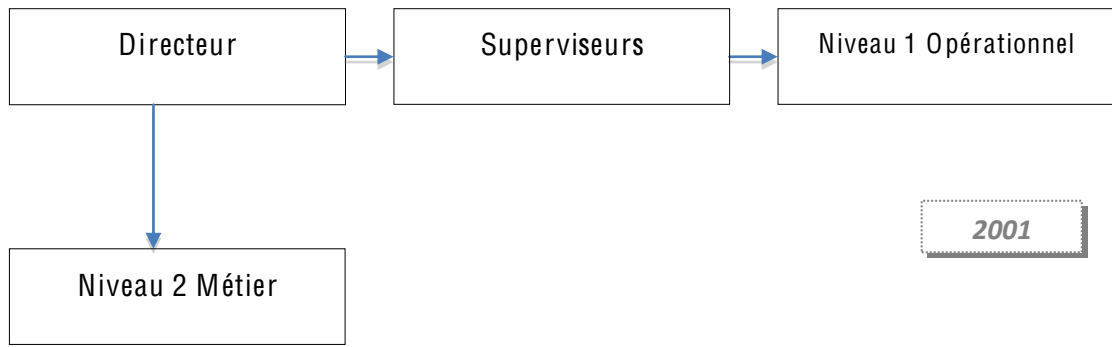 Directeur
Superviseurs
Niveau 1 Opérationnel
2001
Niveau 2 Métier